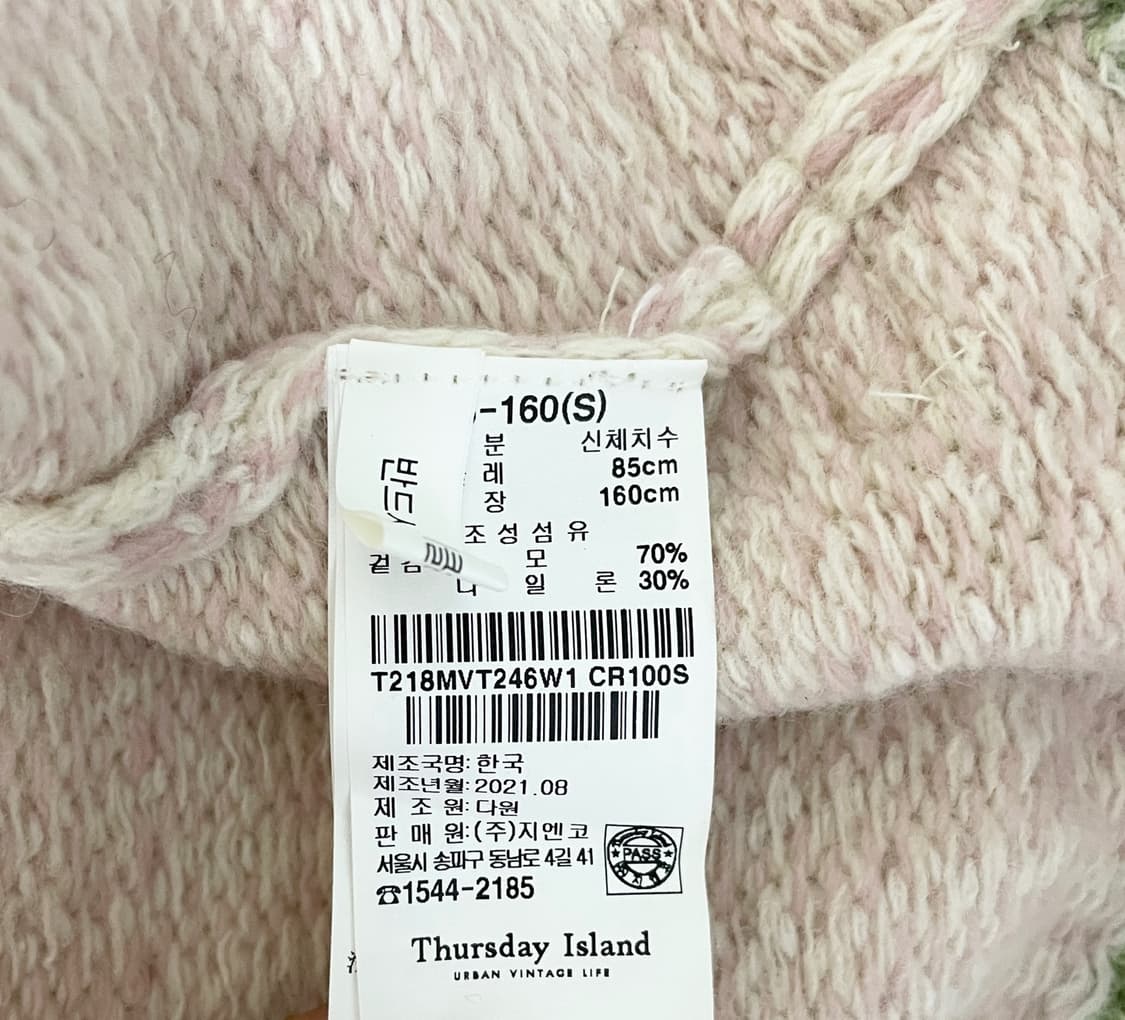 -160(S)
분 신체치수
레 85cm
장 160cm
조성섬유
겉감 모 70%
나일론 30%
T218MVT246W1 CR100S
제조국명: 한국
제조년월: 2021.08
제 조 원: 다원
판 매 원: (주)지엔코
서울시 송파구 동남로 4길 41
☎1544-2185
PASS
Thursday Island
URBAN VINTAGE LIFE